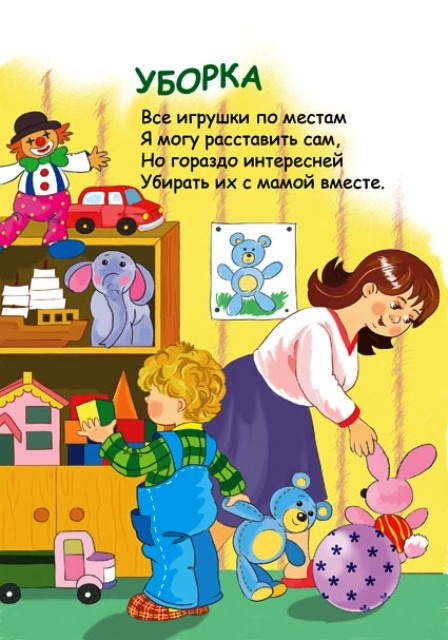 УБОРКА
Все игрушки по местам
Я могу расставить сам,
Но гораздо интересней
Убирать их с мамой вместе.